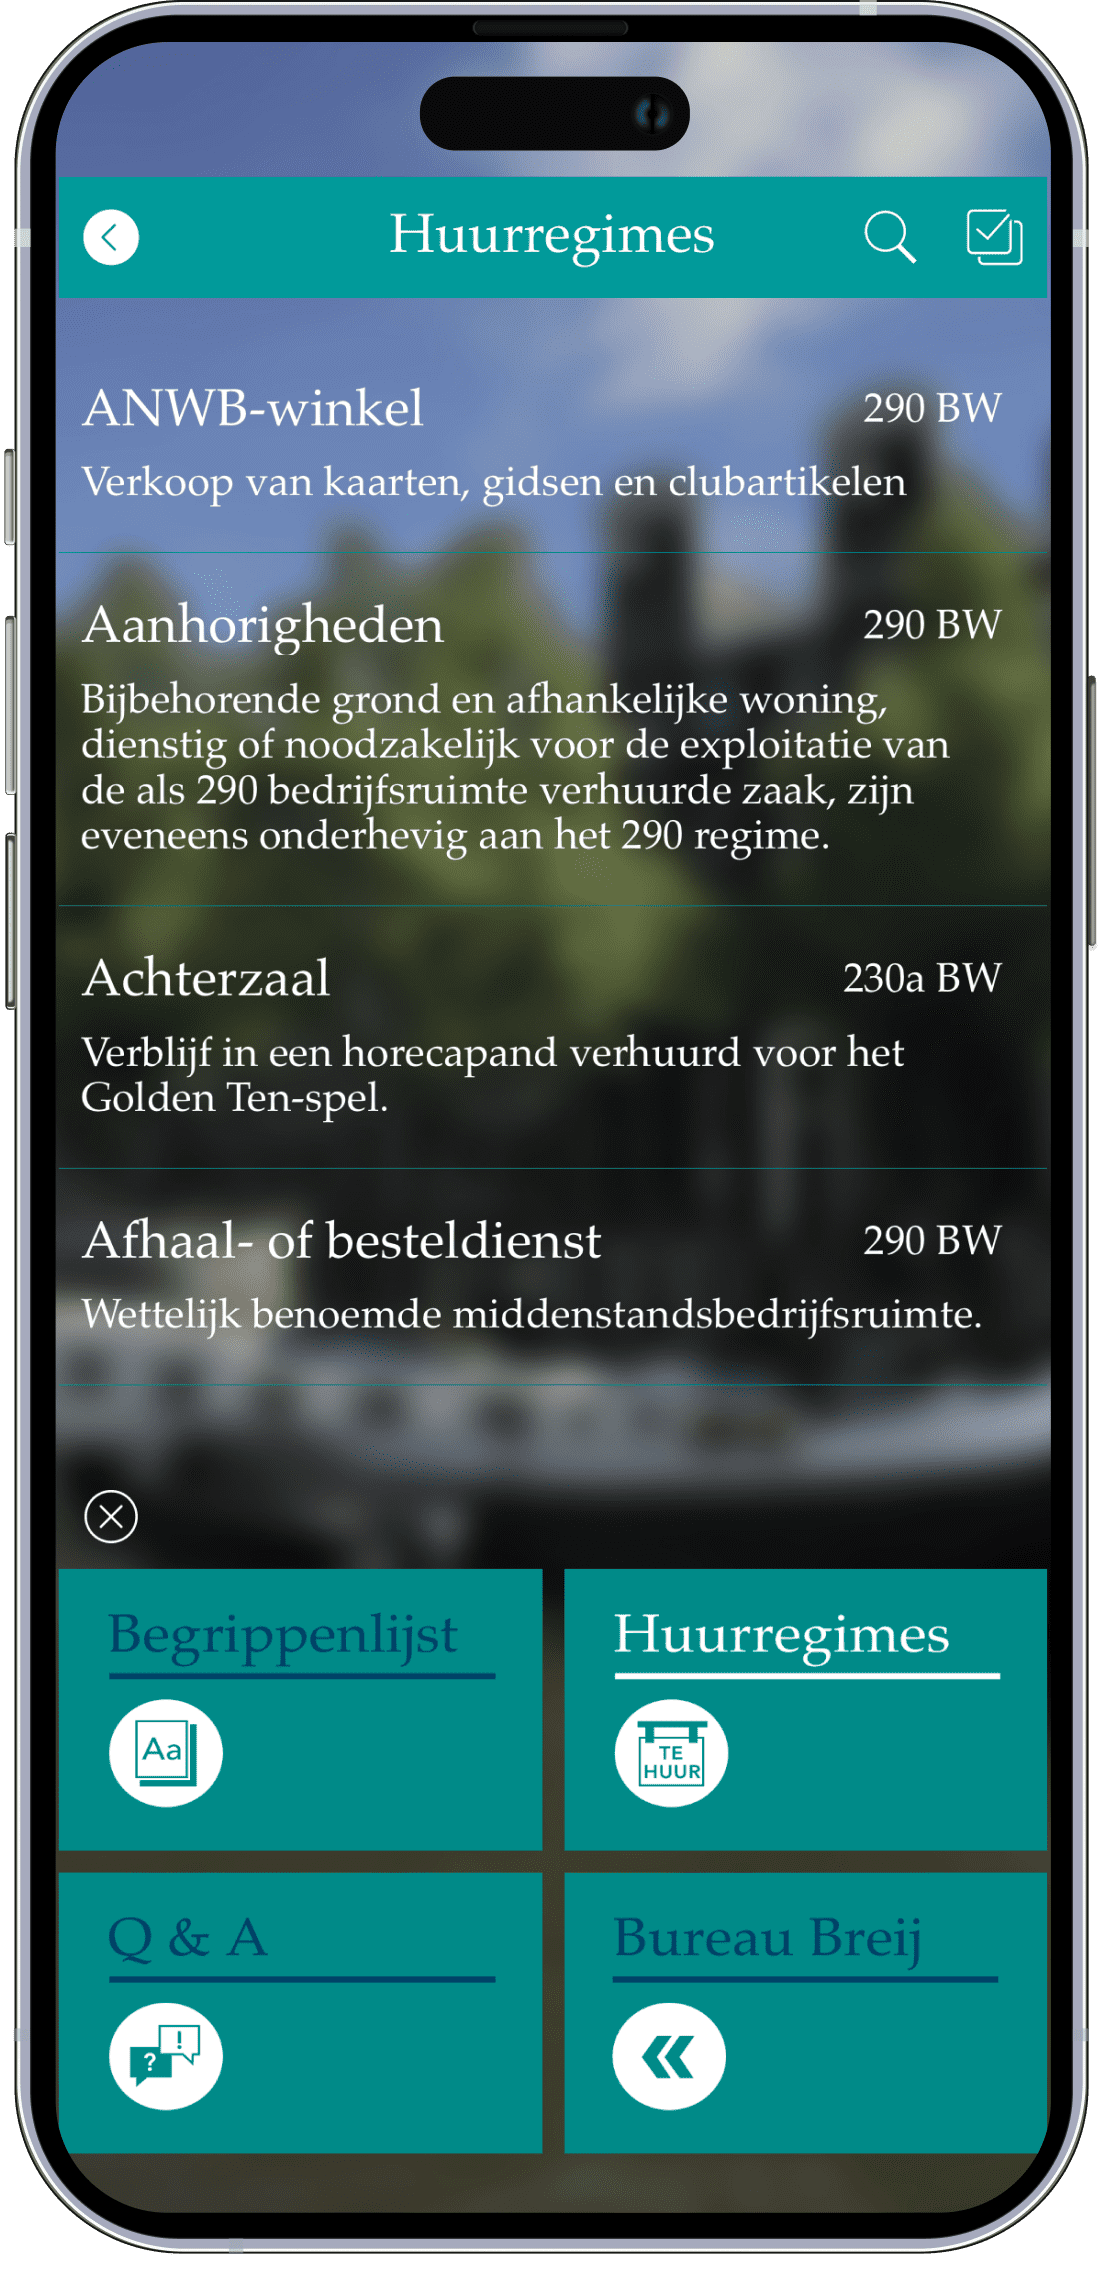 Huurregimes
ANWB-winkel 290 BW
Verkoop van kaarten, gidsen en clubartikelen
Aanhorigheden 290 BW
Bijbehorende grond en afhankelijke woning,
dienstig of noodzakelijk voor de exploitatie van
de als 290 bedrijfsruimte verhuurde zaak, zijn
eveneens onderhevig aan het 290 regime.
Achterzaal 230a BW
Verblijf in een horecapand verhuurd voor het
Golden Ten-spel.
Afhaal- of besteldienst 290 BW
Wettelijk benoemde middenstandsbedrijfsruimte.
Begrippenlijst
Aa
Huurregimes
TE
HUUR
Q & A
? !
Bureau Breij